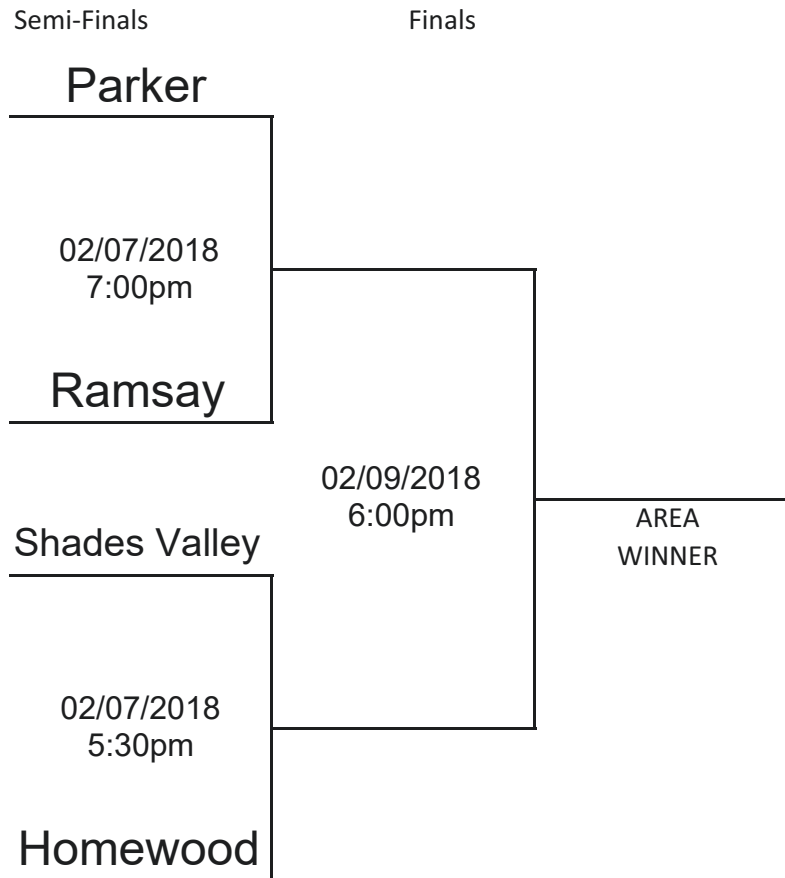 Semi-Finals
Finals
Parker
02/07/2018
7:00pm
Ramsay
02/09/2018
6:00pm
AREA
WINNER
Shades Valley
02/07/2018
5:30pm
Homewood